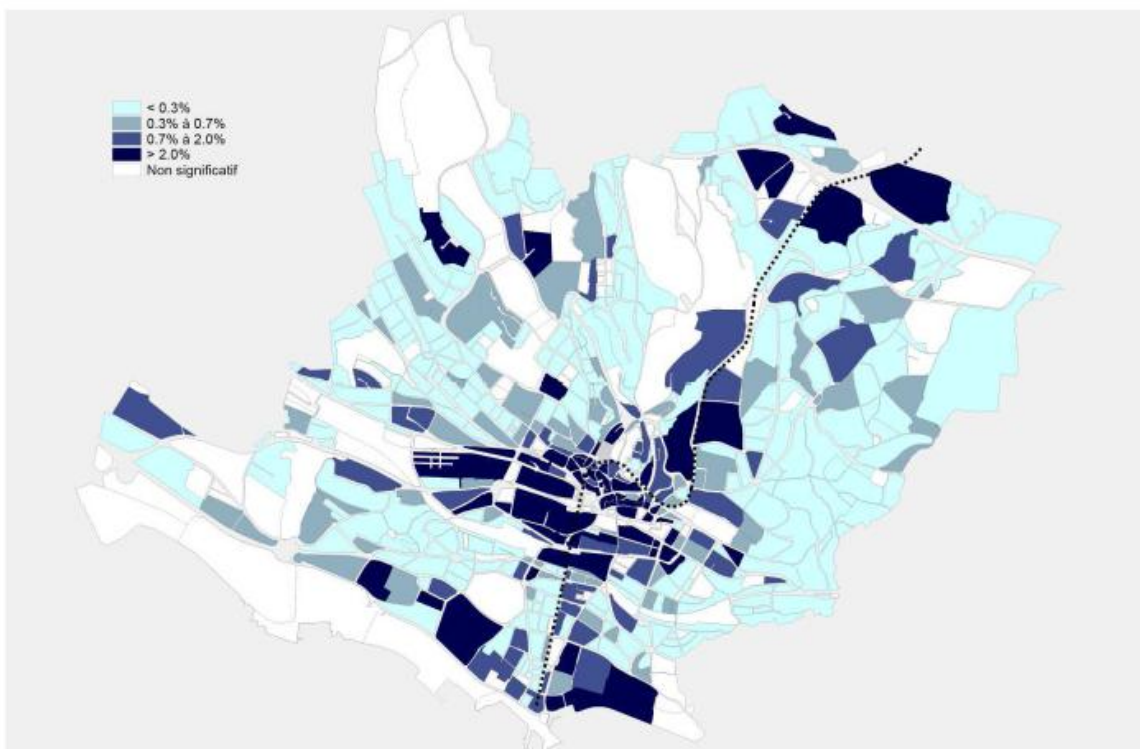 < 0.3%
0.3% à 0.7%
0.7% à 2.0%
> 2.0%
Non significatif